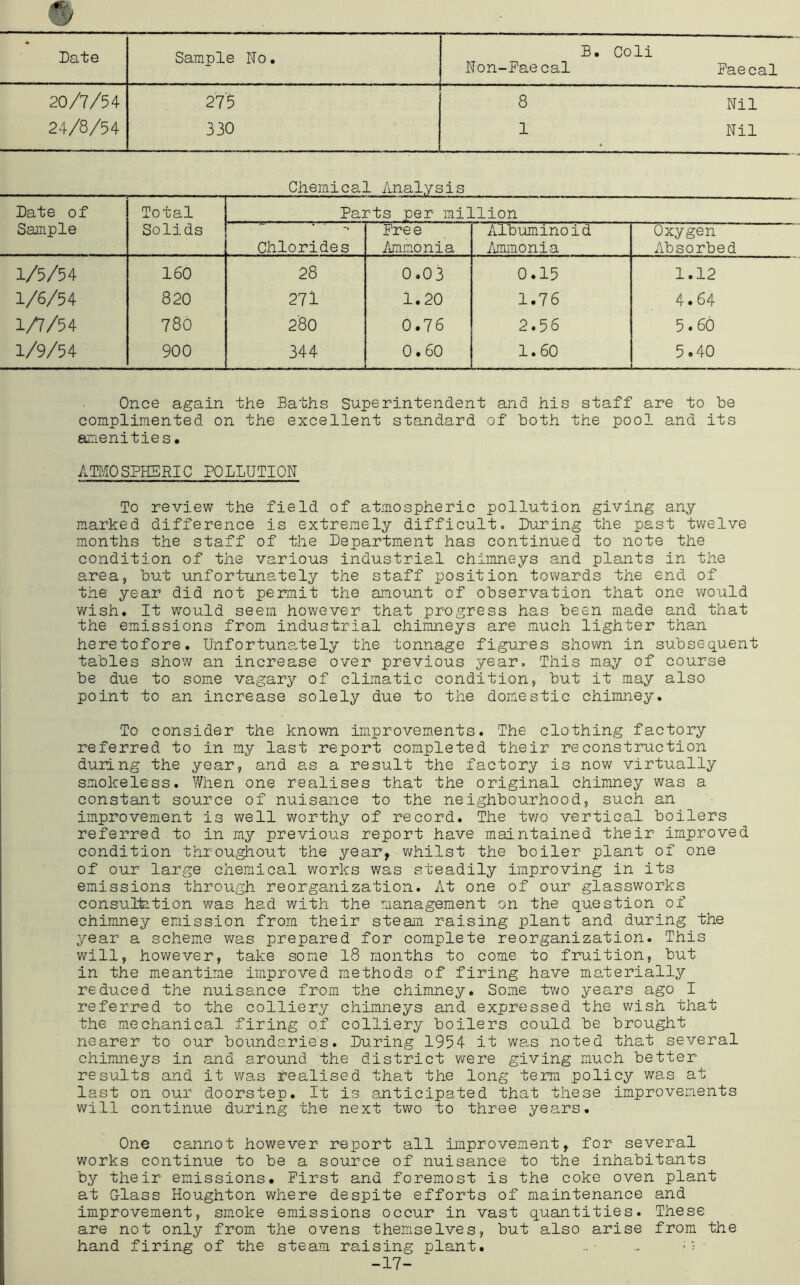 Date Sample No. B. Coli
Non-Faecal Faecal
20/7/54 275 8 Nil
24/8/54 330 1 Nil
Chemical Analysis
Date of Sample Total Solids Parts per million
Chlorides Free Ammonia Albuminoid Ammonia Oxygen Absorbed
1/5/54 160 28 0.03 0.15 1.12
1/6/54 820 271 1.20 1.76 4.64
1/7/54 780 280 0.76 2.56 5.60
1/9/54 900 344 0.60 1.60 5.40
Once again the Baths Superintendent and his staff are to be
complimented on the excellent standard of both the pool and its
amenities.
ATMOSPHERIC POLLUTION
To review the field of atmospheric pollution giving any
marked difference is extremely difficult. During the past twelve
months the staff of the Department has continued to note the
condition of the various industrial chimneys and plants in the
area, but unfortunately the staff position towards the end of
the year did not permit the amount of observation that one would
wish. It would seem however that progress has been made and that
the emissions from industrial chimneys are much lighter than
heretofore. Unfortunately the tonnage figures shown in subsequent
tables show an increase over previous year. This may of course
be due to some vagary of climatic condition, but it may also
point to an increase solely due to the domestic chimney.
To consider the known improvements. The clothing factory
referred to in my last report completed their reconstruction
during the year, and as a result the factory is now virtually
smokeless. When one realises that the original chimney was a
constant source of nuisance to the neighbourhood, such an
improvement is well worthy of record. The two vertical boilers
referred to in my previous report have maintained their improved
condition throughout the year, whilst the boiler plant of one
of our large chemical works was steadily improving in its
emissions through reorganization. At one of our glassworks
consultation was had with the management on the question of
chimney emission from their steam raising plant and during the
year a scheme was prepared for complete reorganization. This
will, however, take some 18 months to come to fruition, but
in the meantime improved methods of firing have materially
reduced the nuisance from the chimney. Some two years ago I
referred to the colliery chimneys and expressed the wish that
the mechanical firing of colliery boilers could be brought
nearer to our boundaries. During 1954 it was noted that several
chimneys in and around the district were giving much better
results and it was realised that the long term policy was at
last on our doorstep. It is anticipated that these improvements
will continue during the next two to three years.
One cannot however report all improvement, for several
works continue to be a source of nuisance to the inhabitants
by their emissions. First and foremost is the coke oven plant
at Glass Houghton where despite efforts of maintenance and
improvement, smoke emissions occur in vast quantities. These
are not only from the ovens themselves, but also arise from the
hand firing of the steam raising plant.
-17-